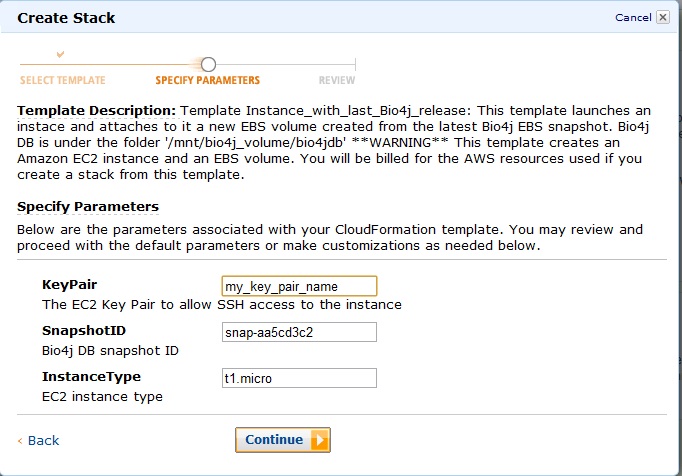 Create Stack
Cancel
SELECT TEMPLATE
SPECIFY PARAMETERS
REVIEW
Template Description: Template Instance_with_last_Bio4j_release: This template launches an
instace and attaches to it a new EBS volume created from the latest Bio4j EBS snapshot. Bio4j
DB is under the folder '/mnt/bio4j_volume/bio4jdb' **WARNING** This template creates an
Amazon EC2 instance and an EBS volume. You will be billed for the AWS resources used if you
create a stack from this template.
Specify Parameters
Below are the parameters associated with your CloudFormation template. You may review and
proceed with the default parameters or make customizations as needed below.
KeyPair my_key_pair_name
The EC2 Key Pair to allow SSH access to the instance
SnapshotID snap-aa5cd3c2
Bio4j DB snapshot ID
InstanceType t1.micro
EC2 instance type
‹ Back
Continue